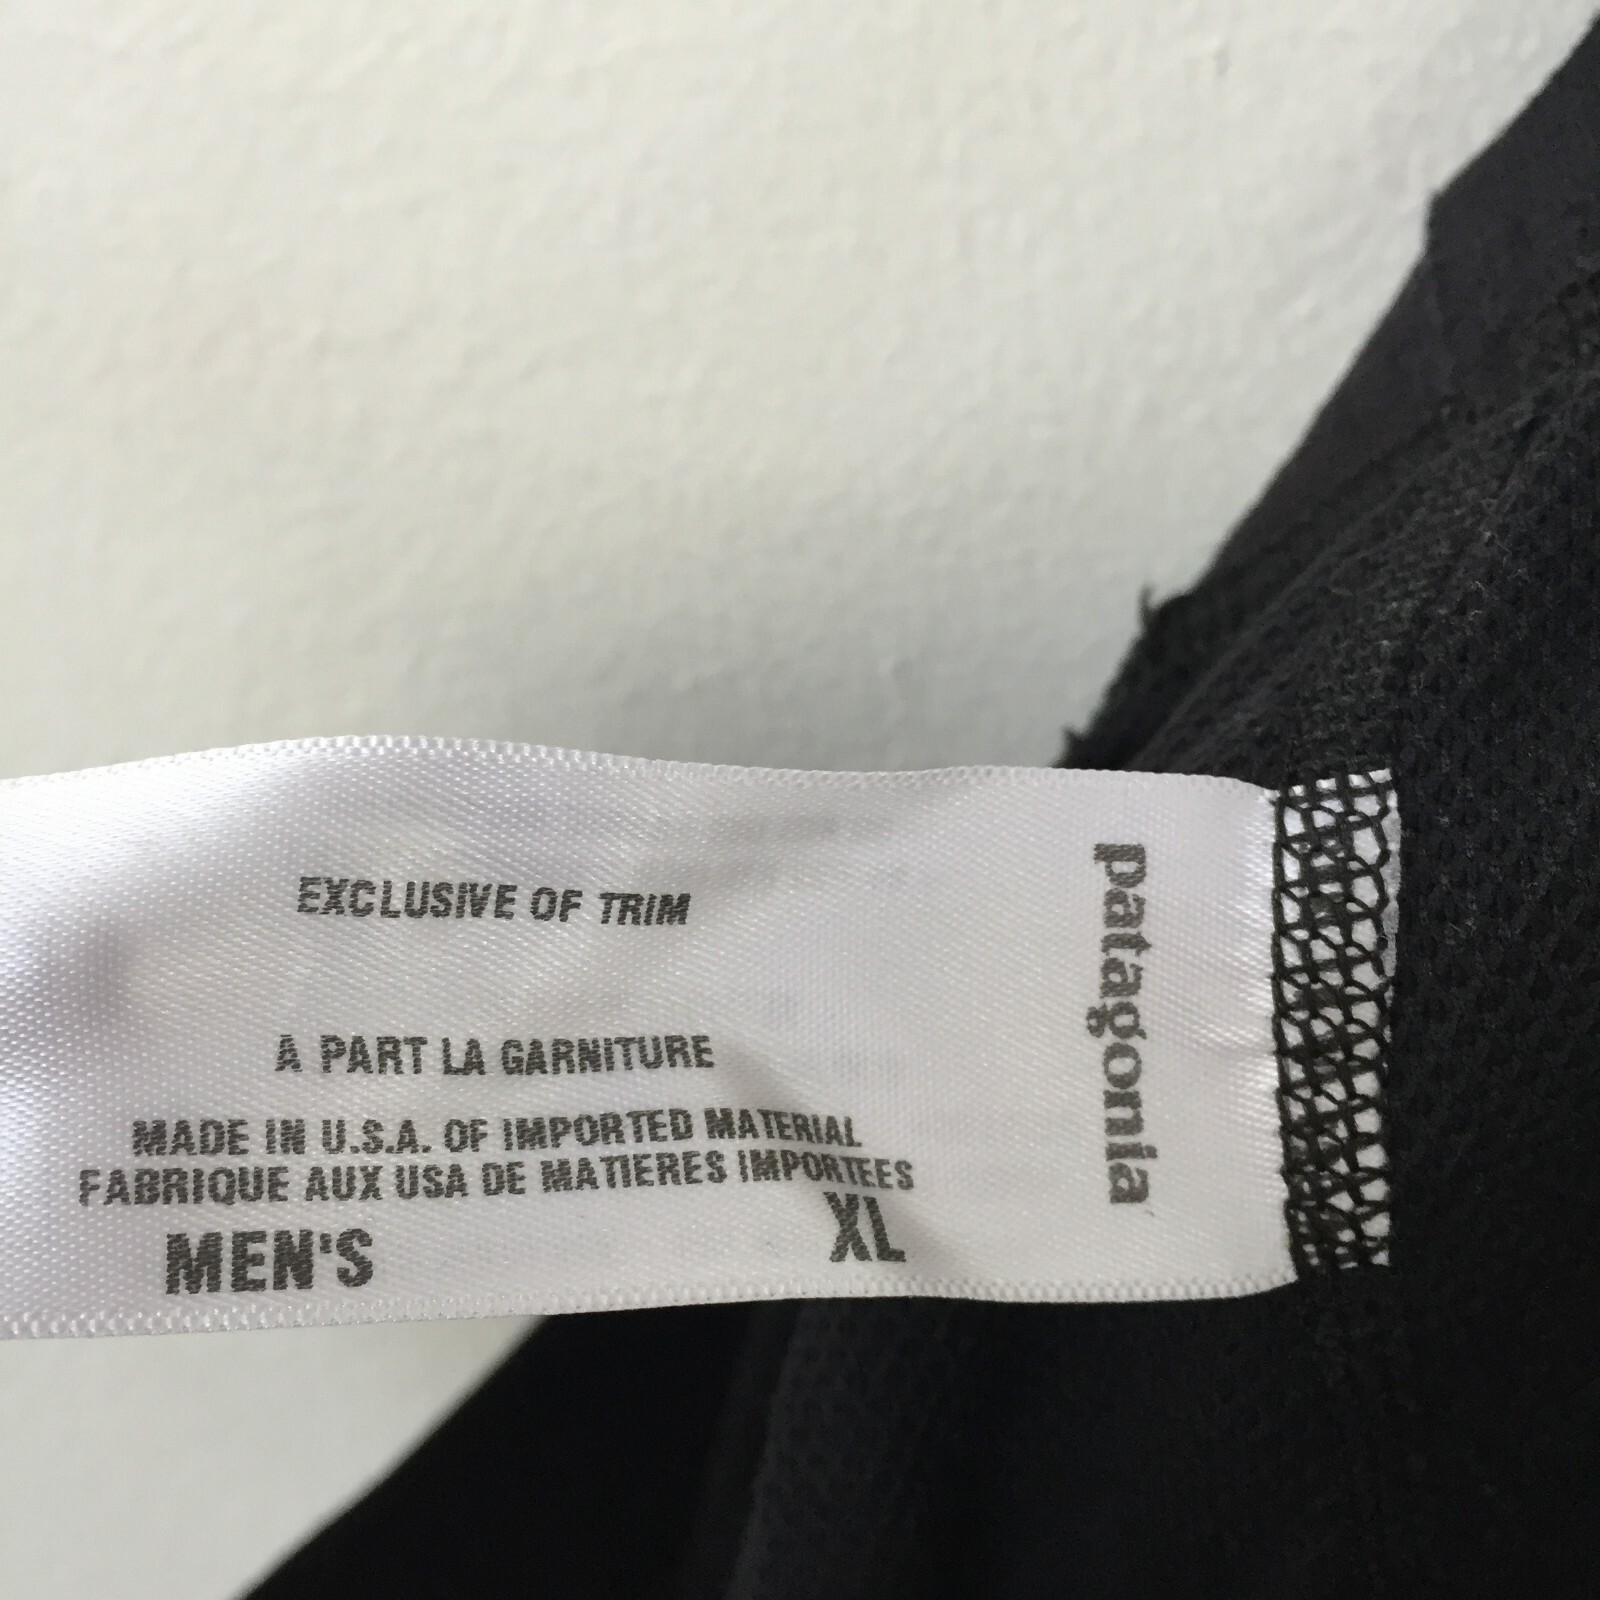 EXCLUSIVE OF TRIM
A PART LA GARNITURE
MADE IN U.S.A. OF IMPORTED MATERIAL
FABRIQUE AUX USA DE MATIERES IMPORTEES
MEN'S XL
patagonia